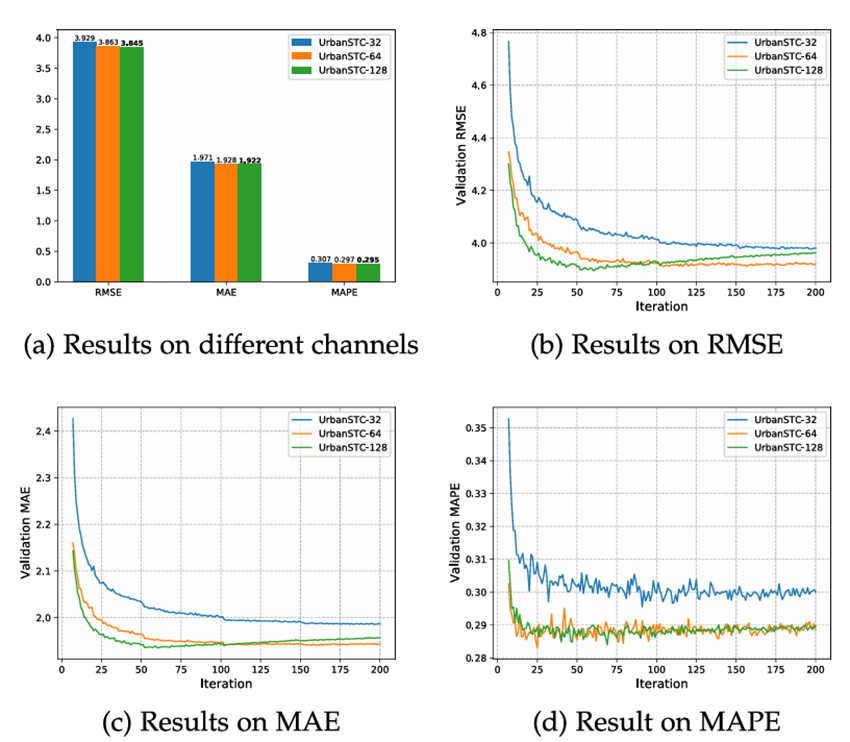 4.0
3.5
3.0
2.5
2.0
1.5
1.0
0.5
0.0
3.929 3.863 3.845
1.971 1.928 1.922
0.307 0.297 0.295
RMSE MAE MAPE
UrbanSTC-32
UrbanSTC-64
UrbanSTC-128
(a) Results on different channels
4.8
4.6
4.4
4.2
4.0
Validation RMSE
UrbanSTC-32
UrbanSTC-64
UrbanSTC-128
0 25 50 75 100 125 150 175 200
Iteration
(b) Results on RMSE
2,4
2.3
2.2
2.1
2.0
Validation MAE
UrbanSTC-32
UrbanSTC-64
UrbanSTC-128
0 25 50 75 100 125 150 175 200
Iteration
(c) Results on MAE
0.35
0.34
0.33
0.32
0.31
0.30
0.29
0.28
Validation MAPE
UrbanSTC-32
UrbanSTC-64
UrbanSTC-128
0 25 50 75 100 125 150 175 200
Iteration
(d) Result on MAPE